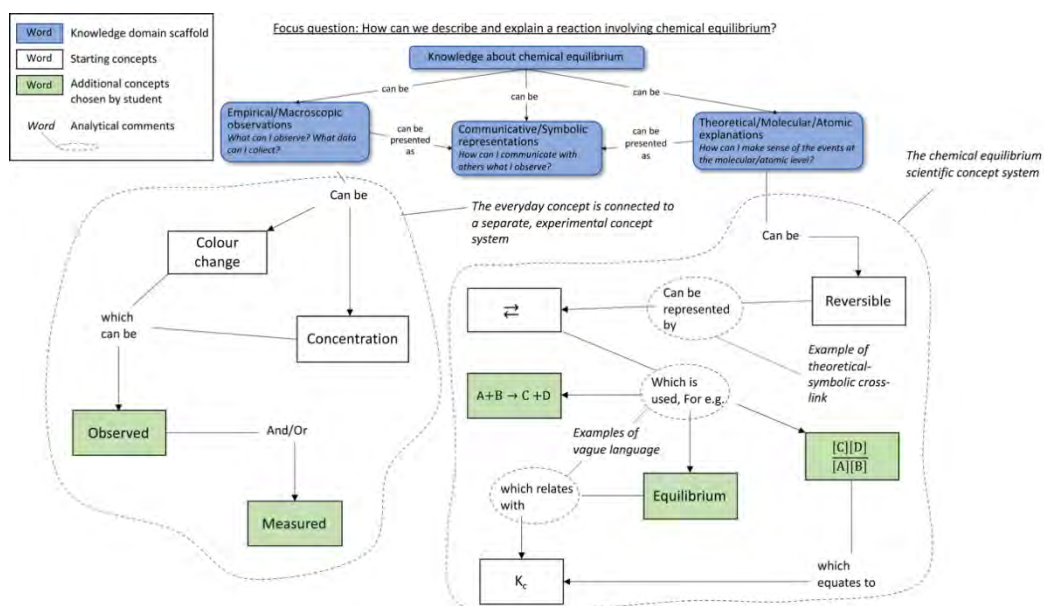 Focus question: How can we describe and explain a reaction involving chemical equilibrium?
Word Knowledge domain scaffold
Word Starting concepts
Word Additional concepts
chosen by student
Word Analytical comments
Knowledge about chemical equilibrium
can be
can be
can be
Empirical/Macroscopic
observations
What can I observe? What data
can I collect?
can be
presented
as
Communicative/Symbolic
representations
How can I communicate with
others what I observe?
can be
presented
as
Theoretical/Molecular/Atomic
explanations
How can I make sense of the events at
the molecular/atomic level?
The chemical equilibrium
scientific concept system
Can be
The everyday concept is connected to
a separate, experimental concept
system
Colour
change
which
can be
Concentration
Observed
And/Or
Measured
Can be
Reversible
Can be
represented
by
⇄
Example of
theoretical-
symbolic cross-
link
Which is
used, For e.g.
A+B → C +D
Examples of
vague language
[C][D]
[A][B]
Equilibrium
which relates
with
which
equates to
K꜀